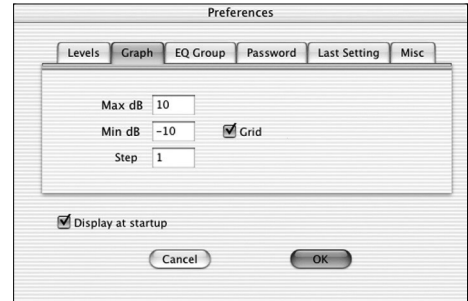 Preferences
Levels Graph EQ Group Password Last Setting Misc
Max dB 10
Min dB -10 Grid
Step 1
Display at startup
Cancel OK